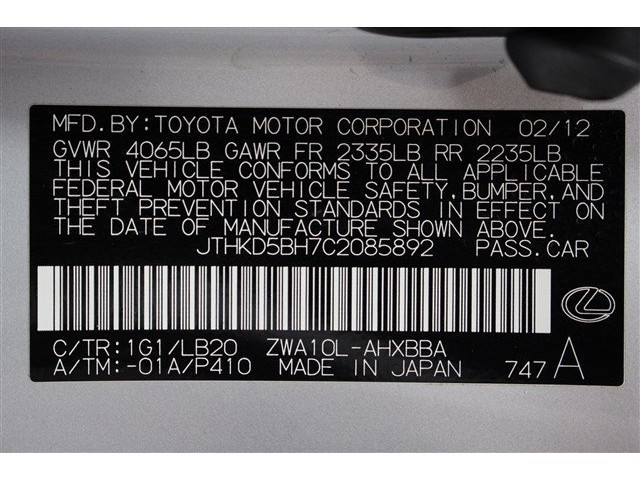 MFD.BY:TOYOTA MOTOR CORPORATION 02/12
GVWR 4065LB GAWR FR 2335LB RR 2235LB
THIS VEHICLE CONFORMS TO ALL APPLICABLE
FEDERAL MOTOR VEHICLE SAFETY,BUMPER,AND
THEFT PREVENTION STANDARDS IN EFFECT ON
THE DATE OF MANUFACTURE SHOWN ABOVE.
JTHKD5BH7C2085892 PASS.CAR
C/TR:1G1/LB20 ZWA10L-AHXBBA
A/TM:-01A/P410 MADE IN JAPAN 747 A